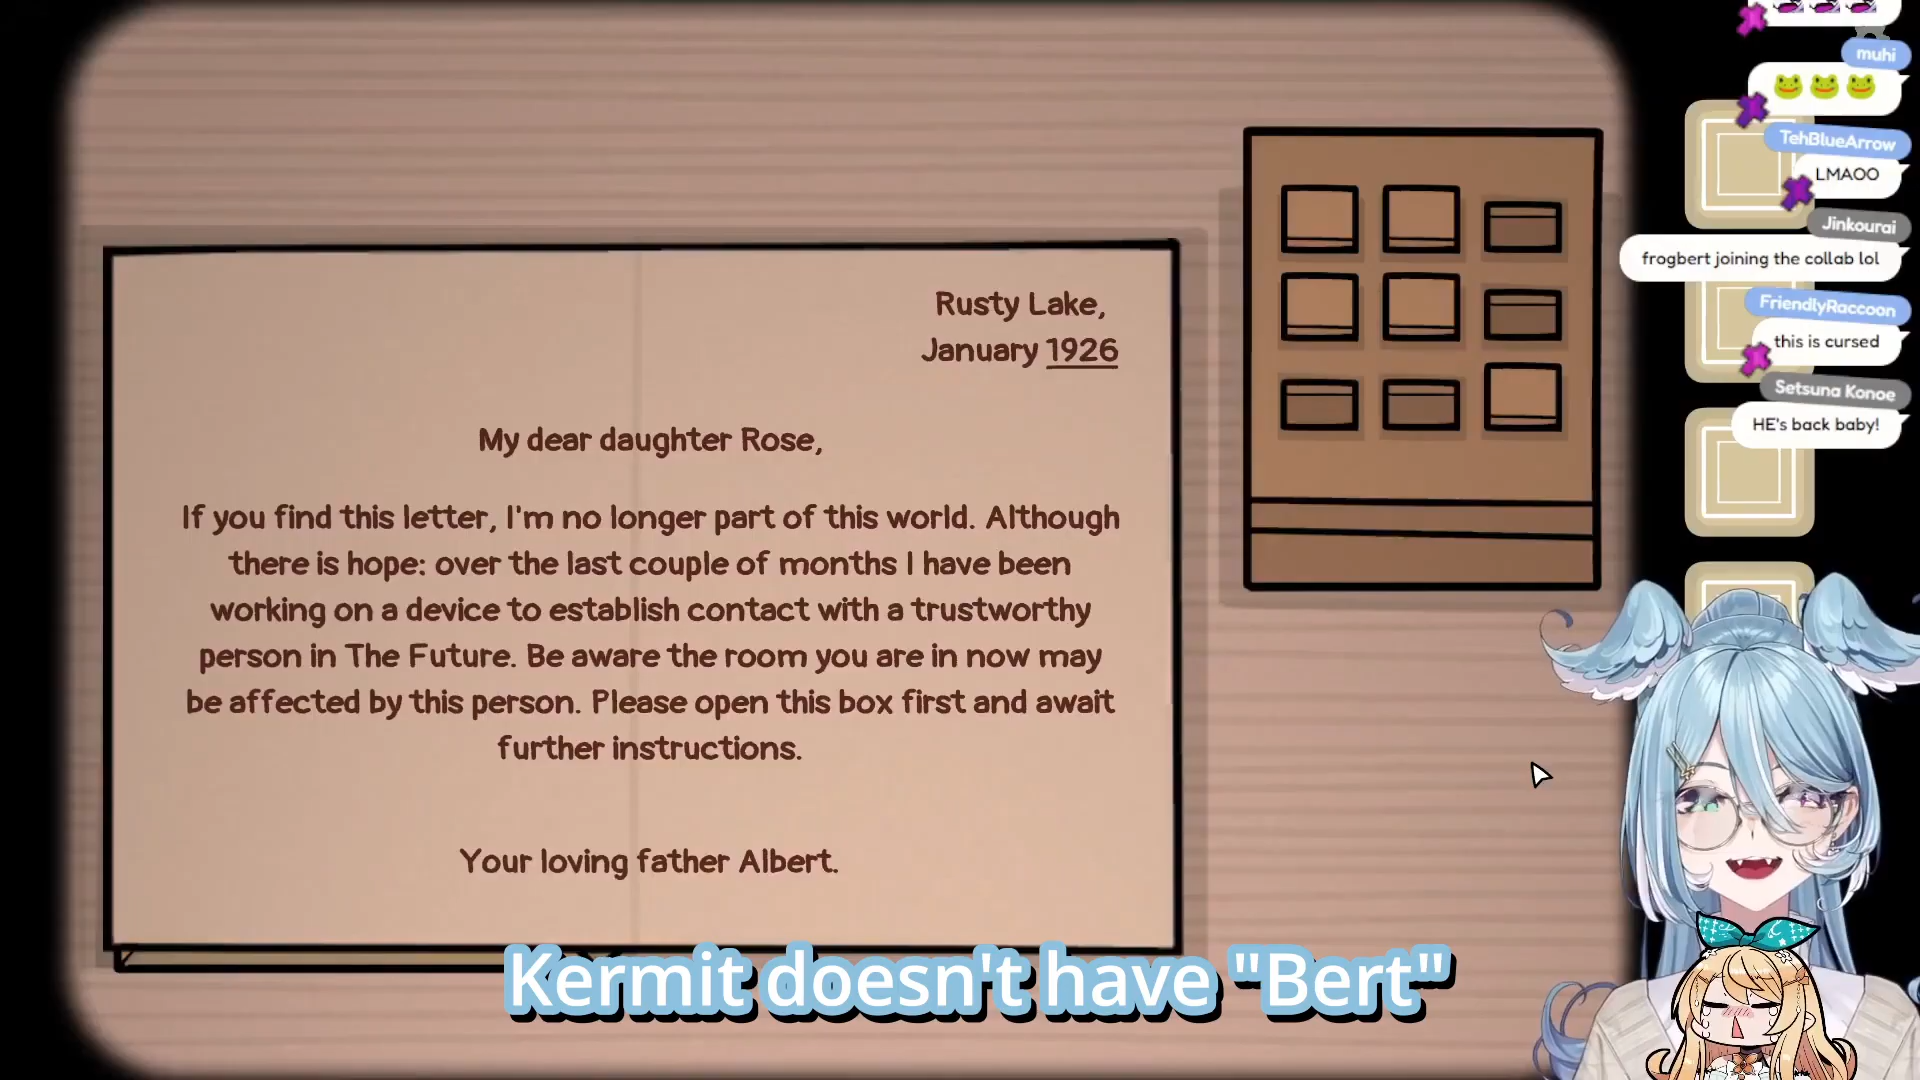 Rusty Lake,
January 1926
My dear daughter Rose,
If you find this letter, I'm no longer part of this world. Although
there is hope: over the last couple of months I have been
working on a device to establish contact with a trustworthy
person in The Future. Be aware the room you are in now may
be affected by this person. Please open this box first and await
further instructions.
Your loving father Albert.
muhi
TehBlueArrow
LMAOO
Jinkourai
frogbert joining the collab lol
FriendlyRaccoon
this is cursed
Setsuna Konoe
HE's back baby!
Kermit doesn't have "Bert"